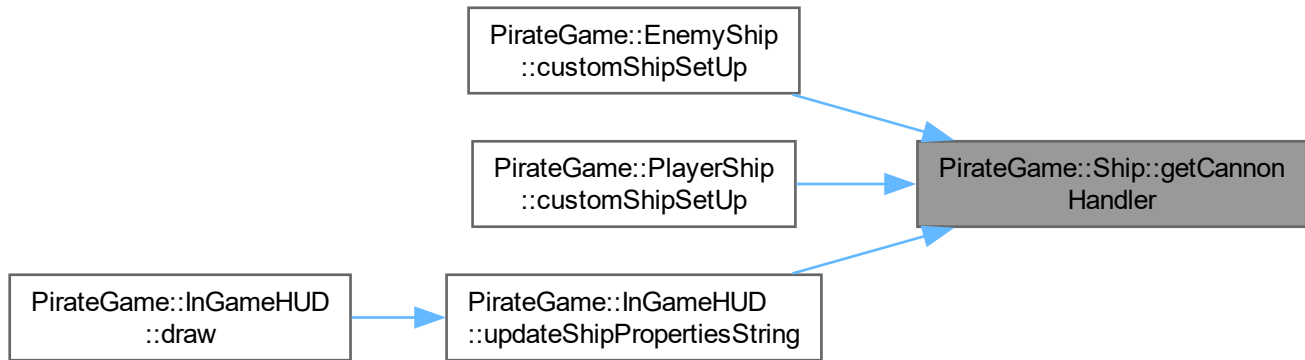 PirateGame::EnemyShip
::customShipSetUp
PirateGame::PlayerShip
::customShipSetUp
PirateGame::Ship::getCannon
Handler
PirateGame::InGameHUD
::draw
PirateGame::InGameHUD
::updateShipPropertiesString